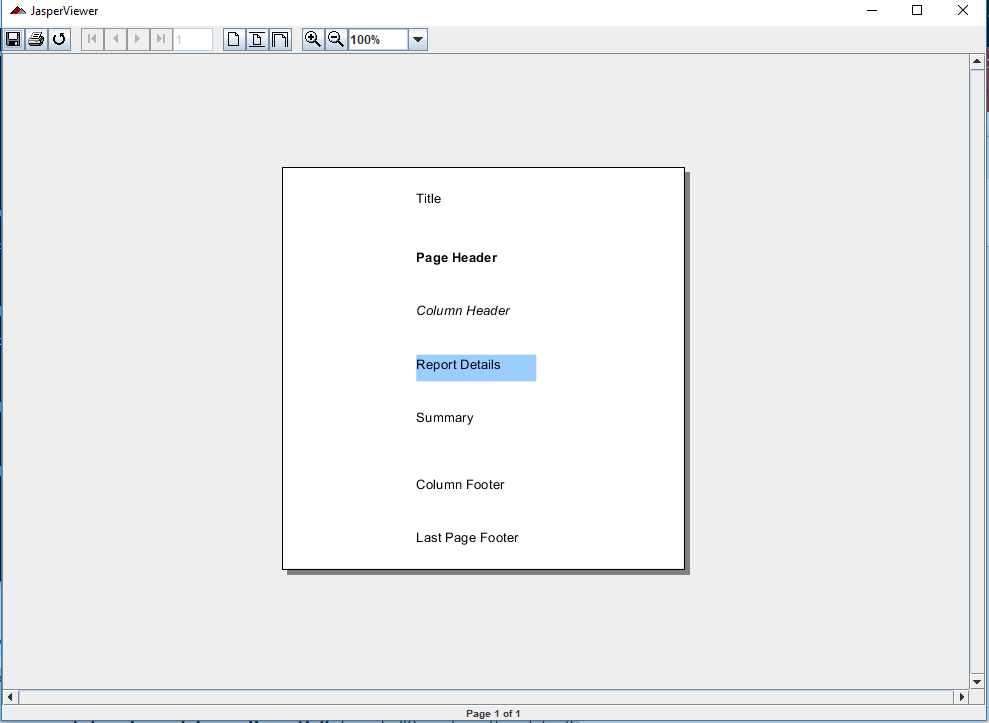 JasperViewer
1
100%
Title
Page Header
Column Header
Report Details
Summary
Column Footer
Last Page Footer
Page 1 of 1